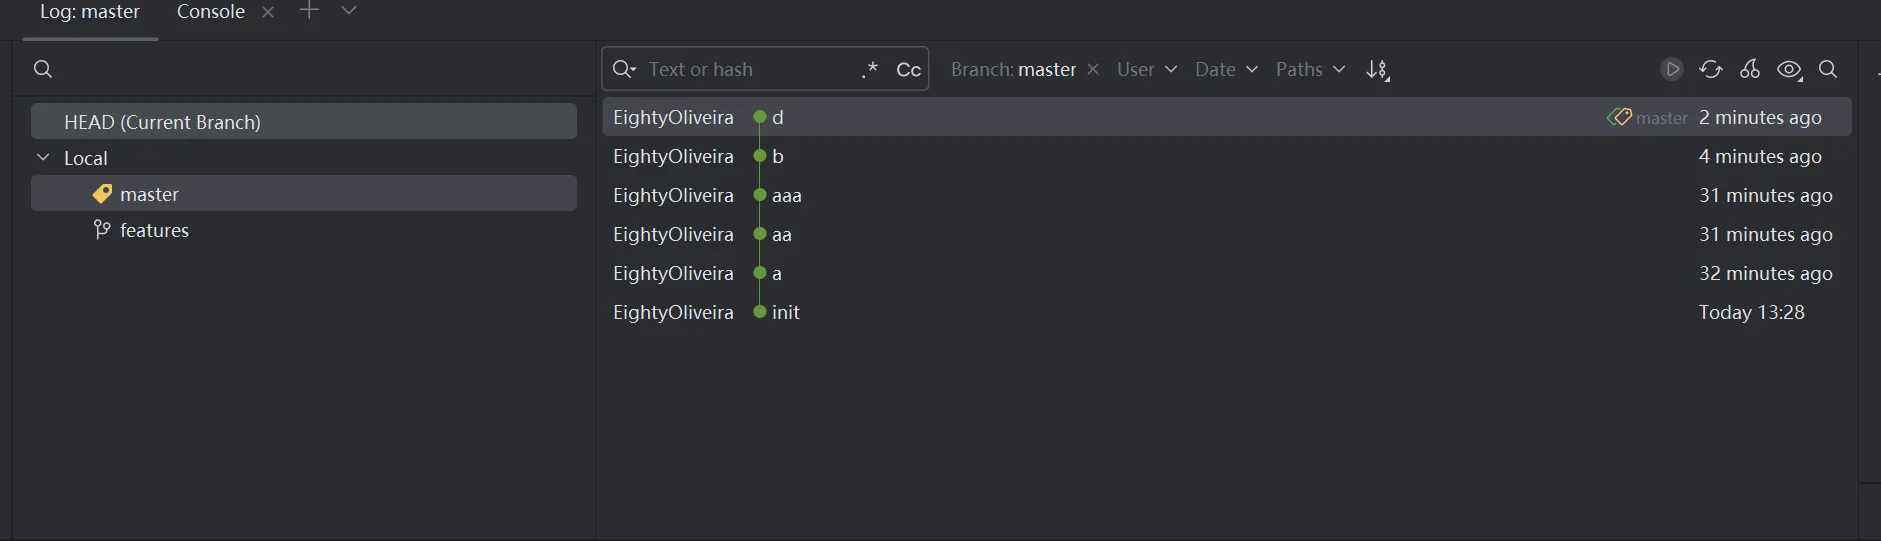 Log: master Console
Text or hash .* Cc Branch: master User Date Paths
HEAD (Current Branch)
Local
master
features
EightyOliveira d master 2 minutes ago
EightyOliveira b 4 minutes ago
EightyOliveira aaa 31 minutes ago
EightyOliveira aa 31 minutes ago
EightyOliveira a 32 minutes ago
EightyOliveira init Today 13:28